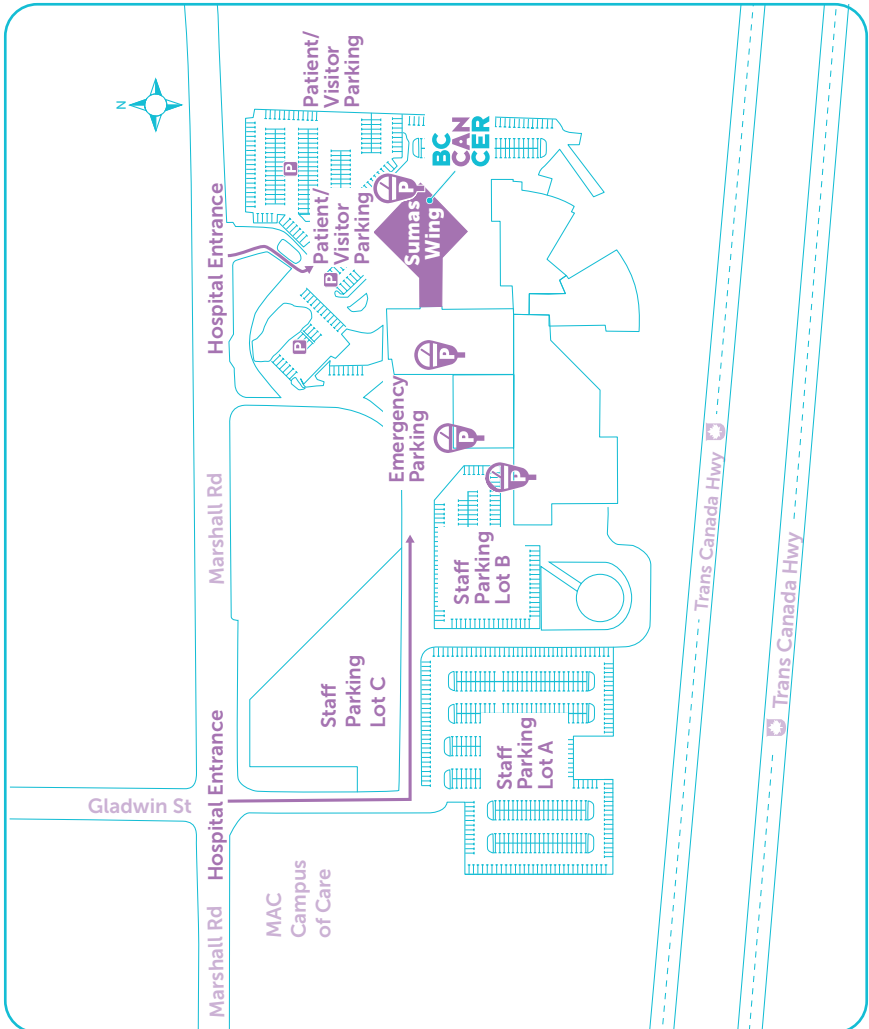 N
Patient/
Visitor
Parking
P
BC
CAN
CER
Hospital Entrance
Patient/
Visitor
Parking
P
P
Sumas
Wing
P
P
Emergency
Parking
P
P
Marshall Rd
Staff
Parking
Lot B
Staff
Parking
Lot C
Staff
Parking
Lot A
Hospital Entrance
Gladwin St
Marshall Rd
MAC
Campus
of Care
Trans Canada Hwy
Trans Canada Hwy